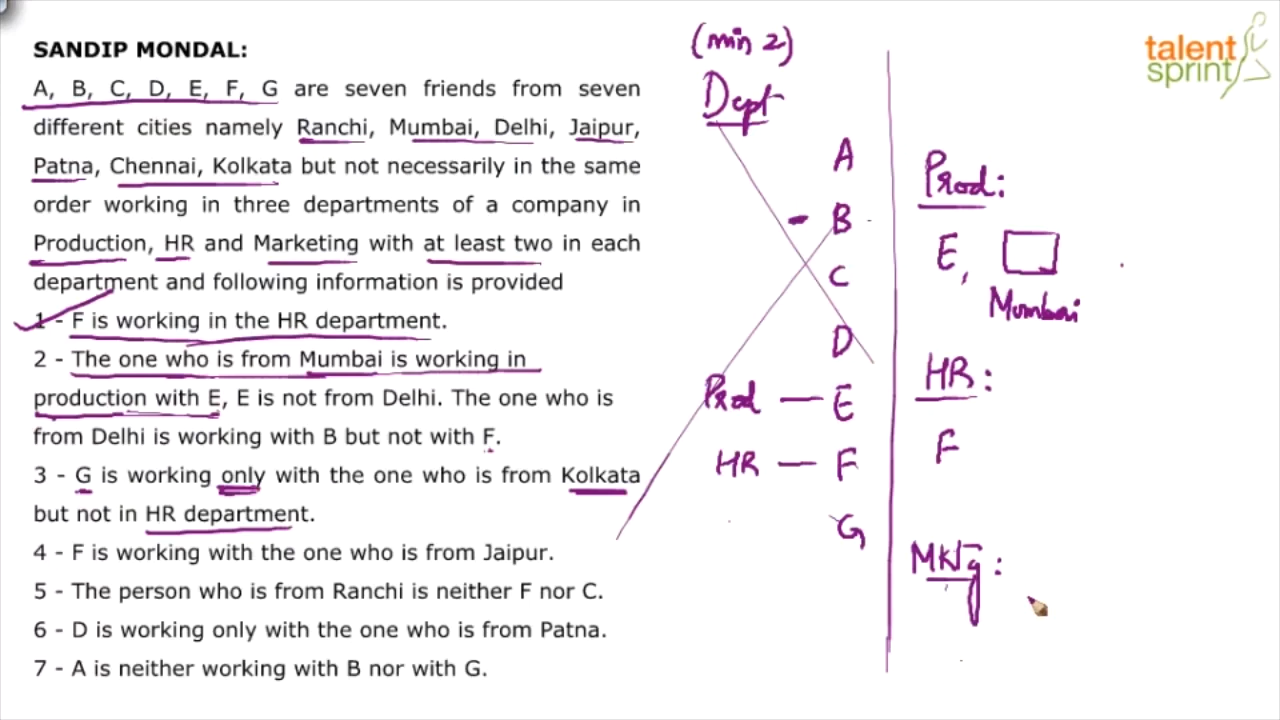 SANDIP MONDAL:
A, B, C, D, E, F, G are seven friends from seven
different cities namely Ranchi, Mumbai, Delhi, Jaipur,
Patna, Chennai, Kolkata but not necessarily in the same
order working in three departments of a company in
Production, HR and Marketing with at least two in each
department and following information is provided
1 - F is working in the HR department.
2 - The one who is from Mumbai is working in
production with E, E is not from Delhi. The one who is
from Delhi is working with B but not with F.
3 - G is working only with the one who is from Kolkata
but not in HR department.
4 - F is working with the one who is from Jaipur.
5 - The person who is from Ranchi is neither F nor C.
6 - D is working only with the one who is from Patna.
7 - A is neither working with B nor with G.
(min 2)
Dept
A
- B
C
D
Prod — E
HR — F
G
Prod:
E,
Mumbai
HR:
F
MKTg:
talent
sprint